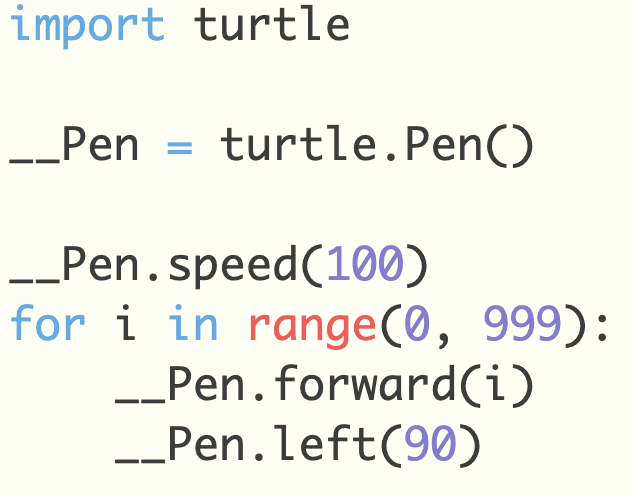 import turtle
__Pen = turtle.Pen()
__Pen.speed(100)
for i in range(0, 999):
    __Pen.forward(i)
    __Pen.left(90)